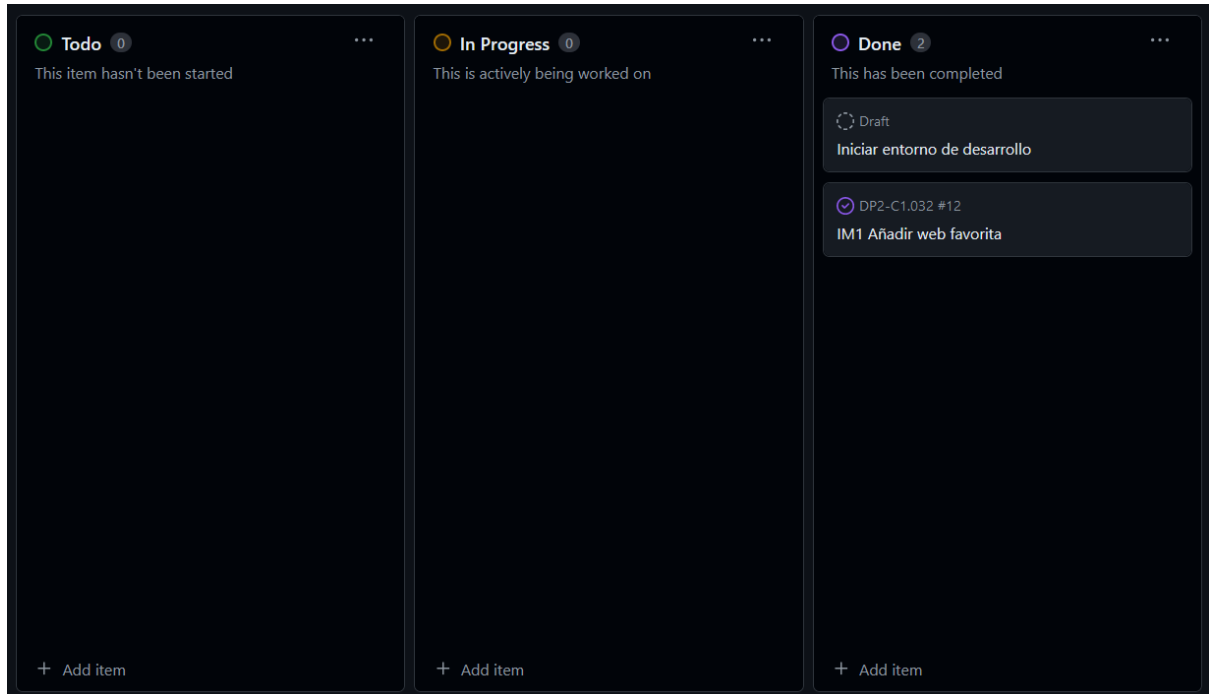 Todo 0
This item hasn't been started
+ Add item
In Progress 0
This is actively being worked on
+ Add item
Done 2
This has been completed
Draft
Iniciar entorno de desarrollo
DP2-C1.032 #12
IM1 Añadir web favorita
+ Add item